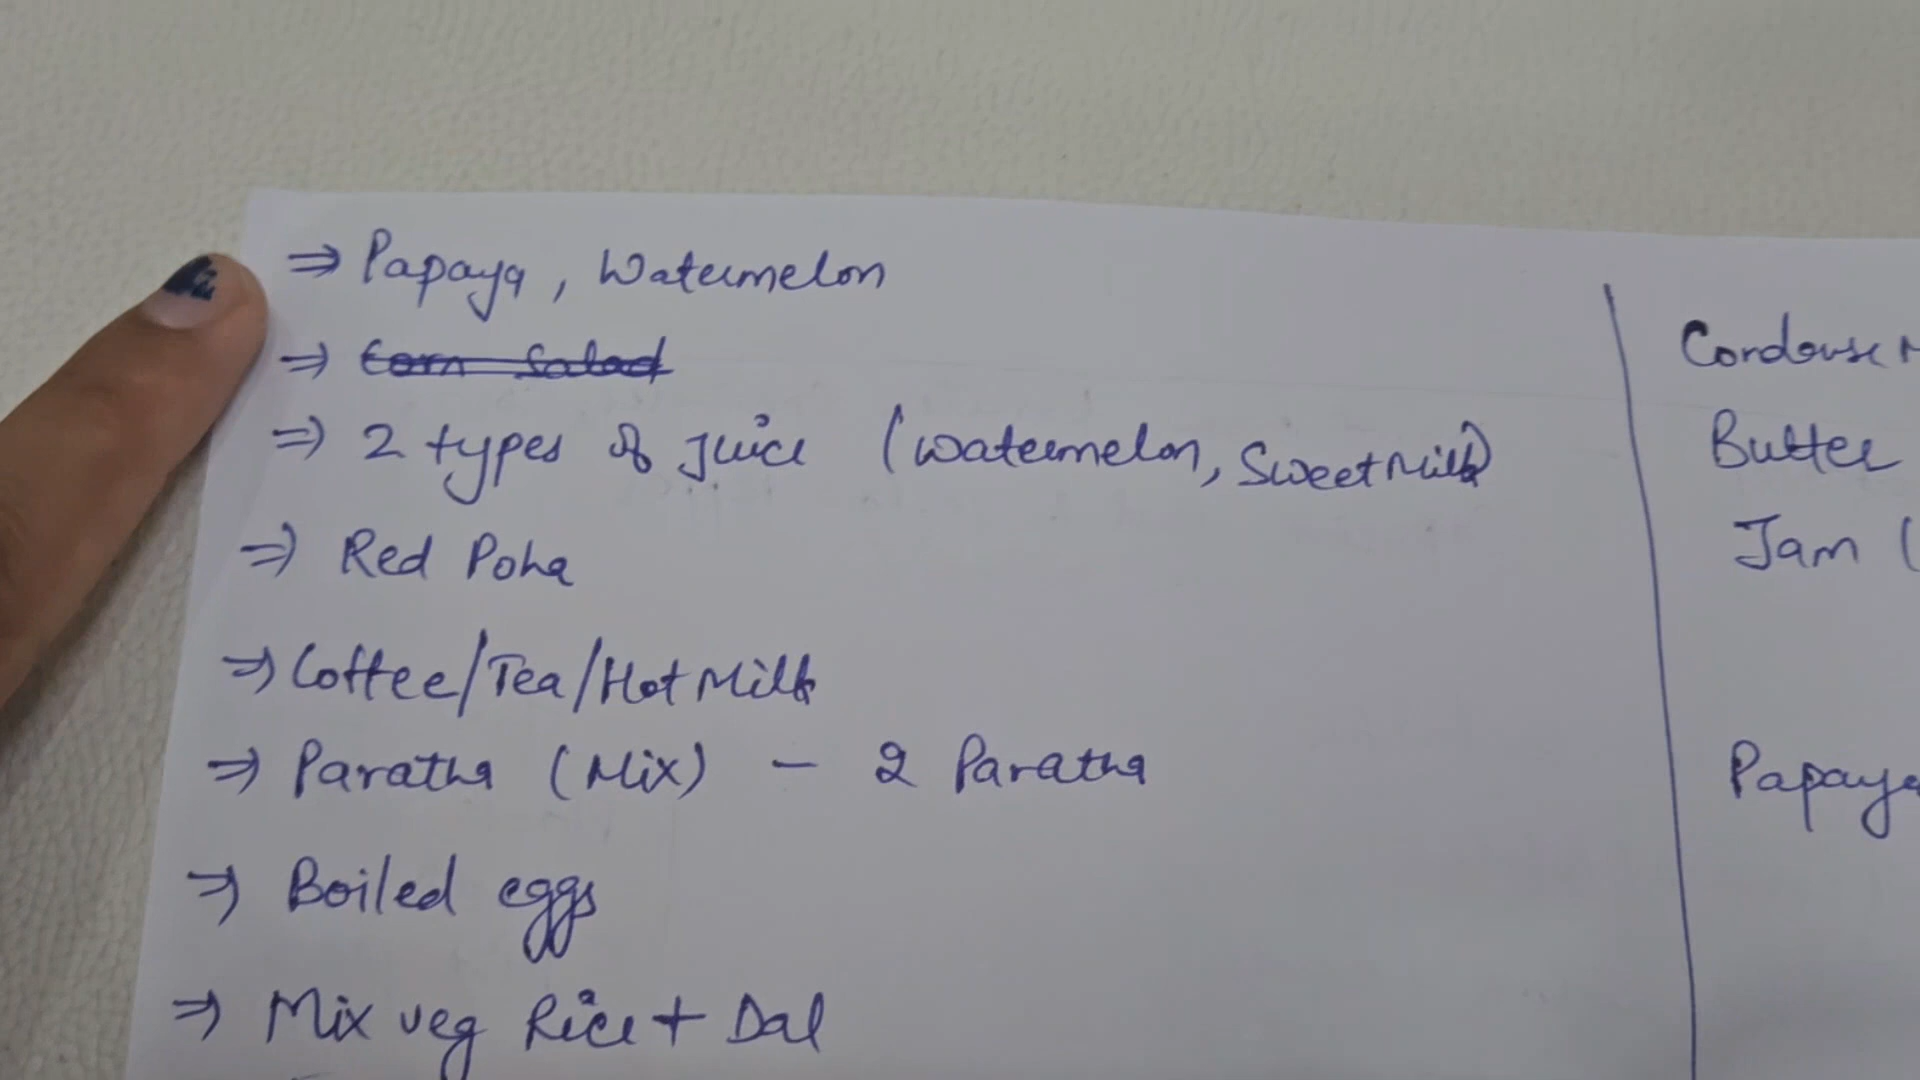 ⇒ Papaya, Watermelon
⇒ Corn Salad
⇒ 2 types of Juice (Watermelon, Sweet Milk)
⇒ Red Poha
⇒ Coffee/Tea/Hot Milk
⇒ Paratha (Mix) - 2 Paratha
⇒ Boiled eggs
⇒ Mix veg Rice + Dal
Butter
Jam (
Papaya